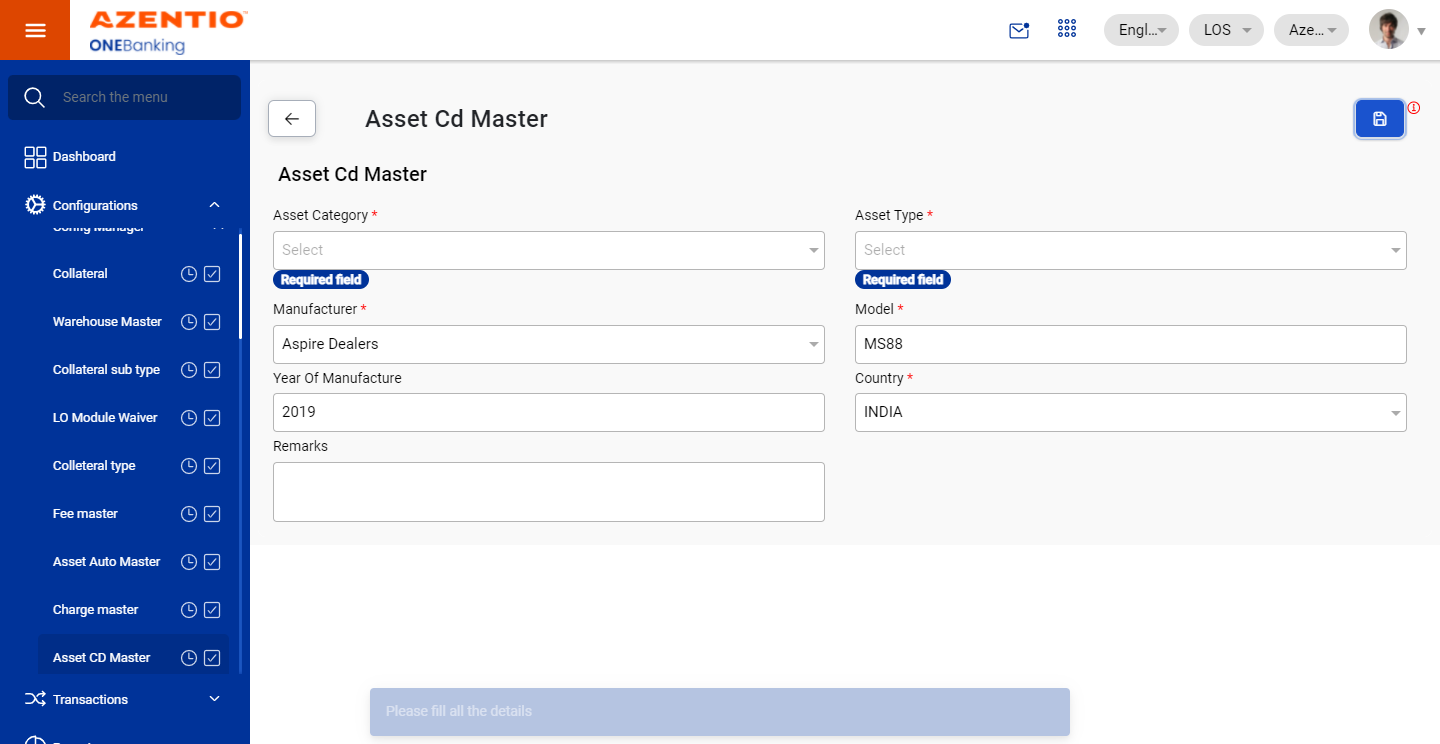 AZENTIO
ONEBanking
Engl...
LOS
Aze...
Search the menu
Dashboard
Configurations
Config Manager
Collateral
Warehouse Master
Collateral sub type
LO Module Waiver
Colleteral type
Fee master
Asset Auto Master
Charge master
Asset CD Master
Transactions
Asset Cd Master
Asset Cd Master
Asset Category *
Asset Type *
Select
Select
Required field
Required field
Manufacturer *
Model *
Aspire Dealers
MS88
Year Of Manufacture
Country *
2019
INDIA
Remarks
Please fill all the details